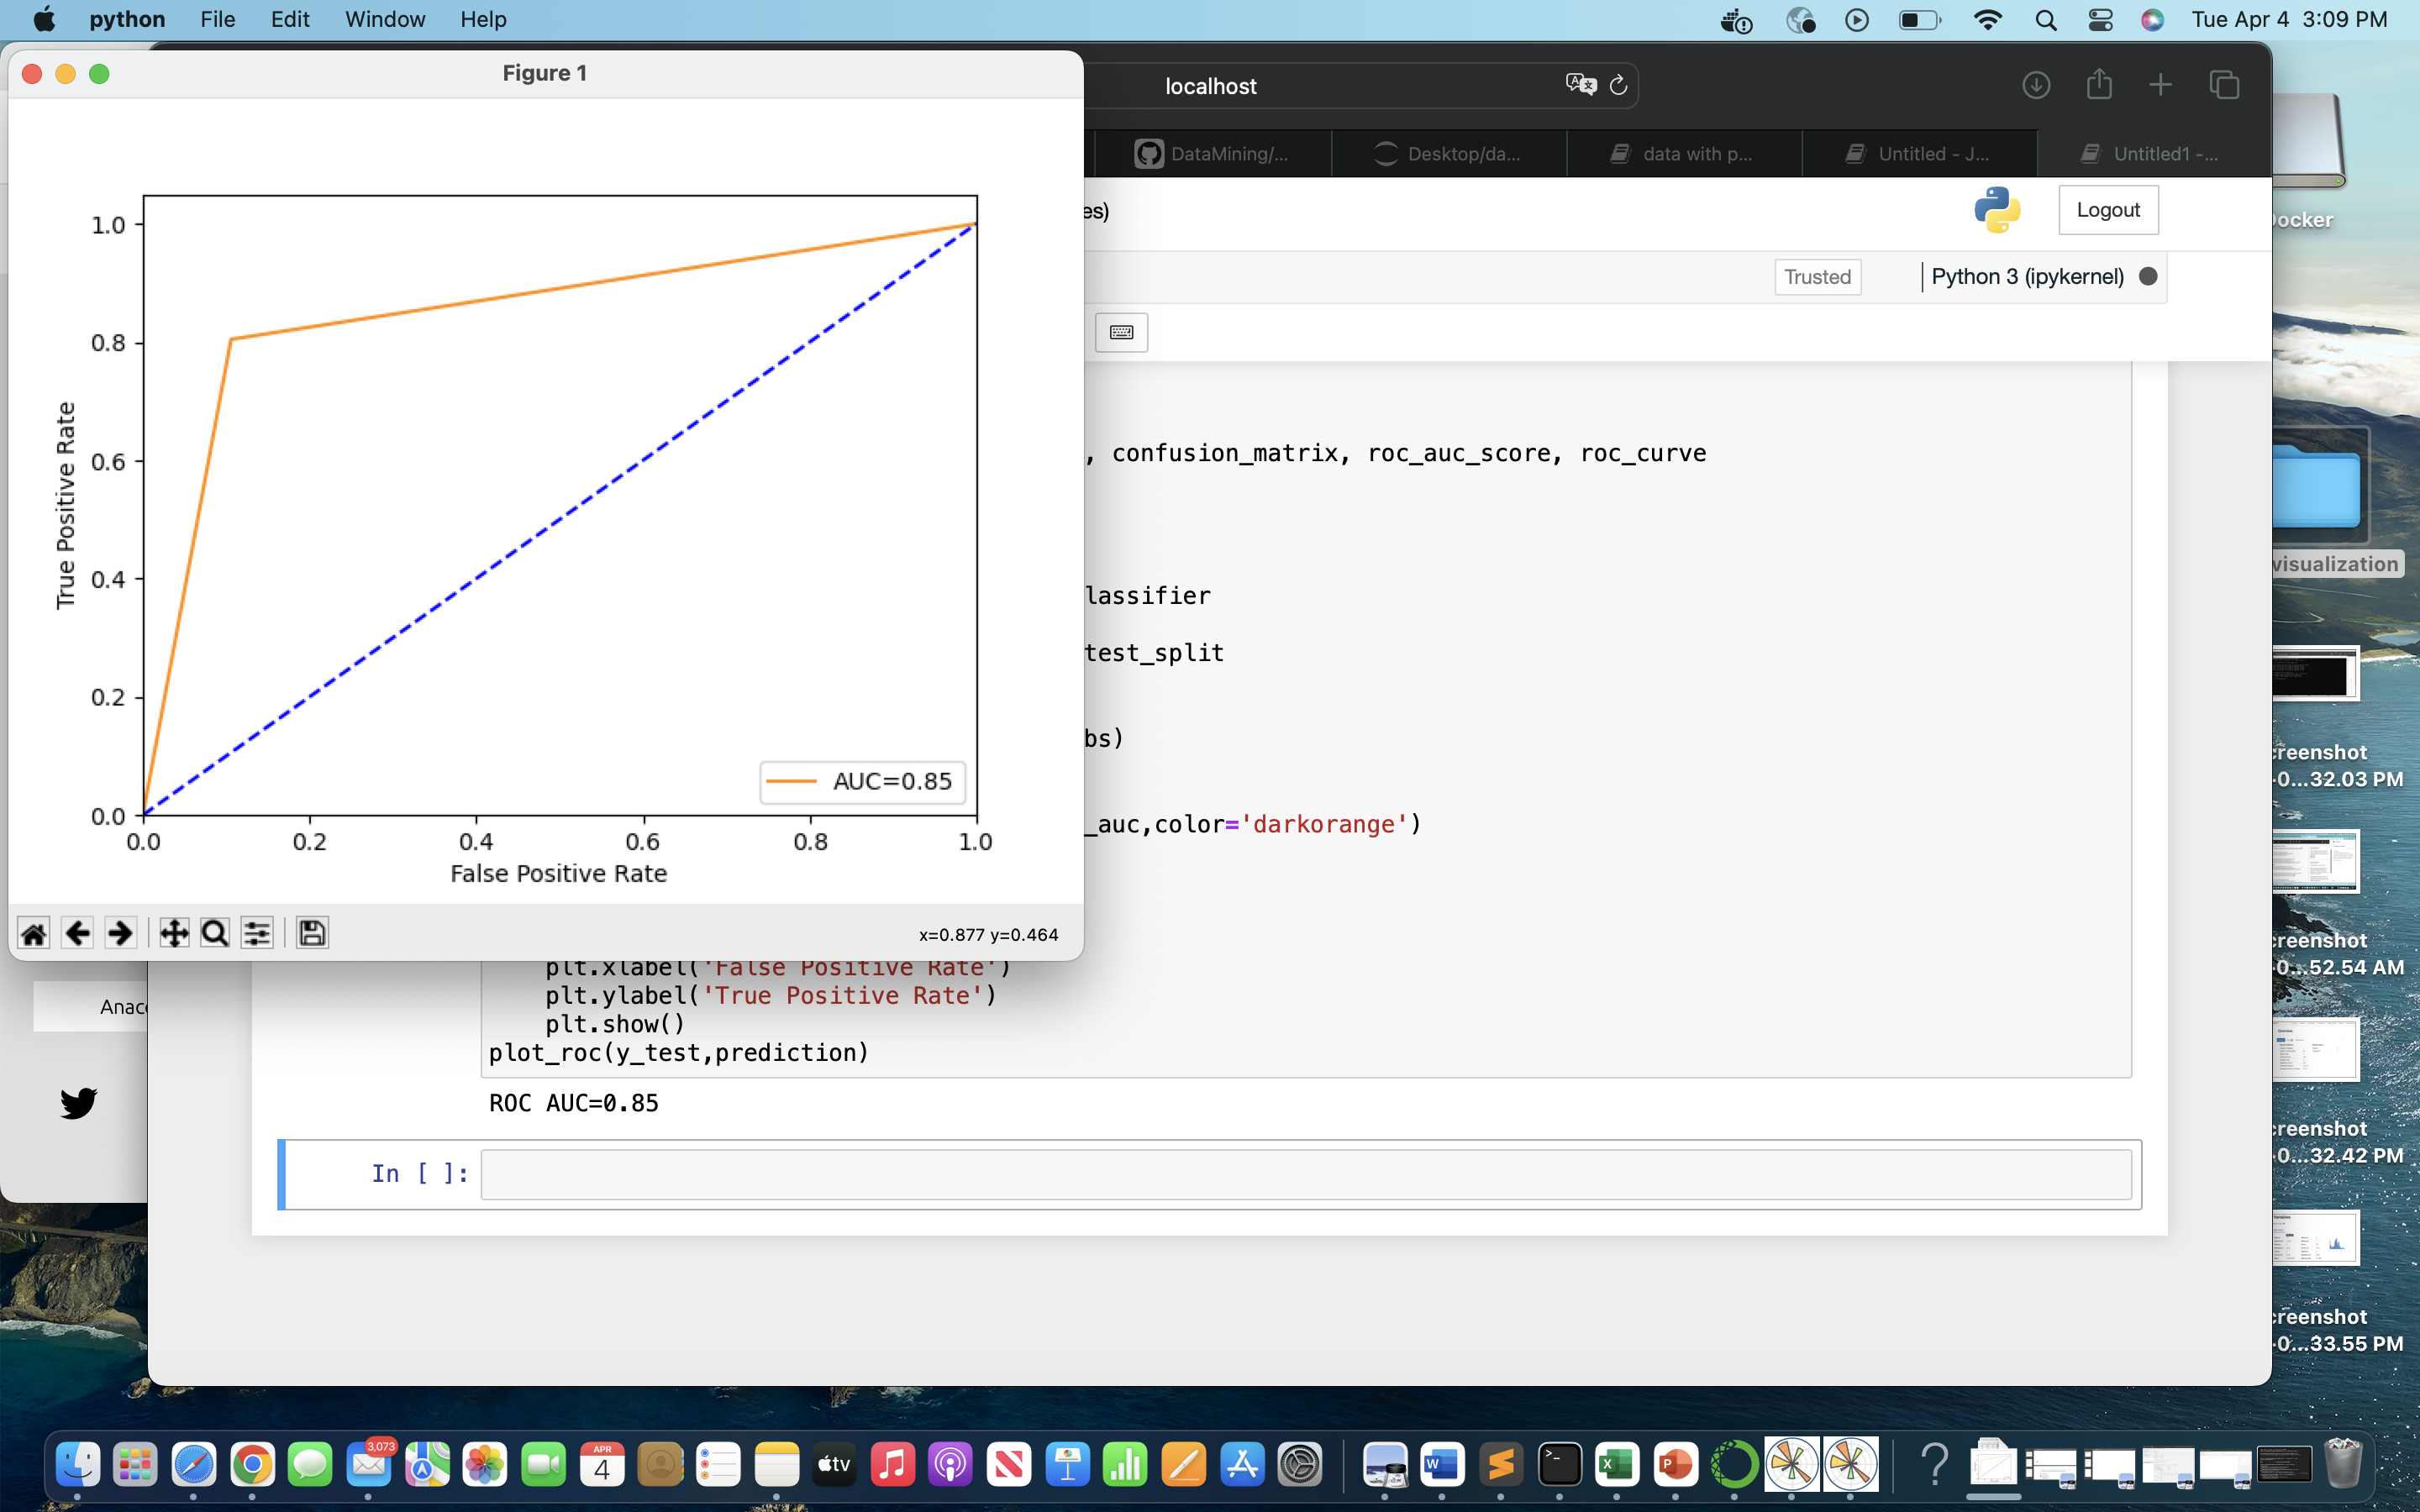 python File Edit Window Help Tue Apr 4 3:09 PM
Figure 1
1.0
0.8
0.6
0.4
0.2
0.0
True Positive Rate
AUC=0.85
0.0 0.2 0.4 0.6 0.8 1.0
False Positive Rate
x=0.877 y=0.464
localhost
DataMining/... Desktop/da... data with p... Untitled - J... Untitled1 -...
es)
Logout
Trusted
Python 3 (ipykernel)
, confusion_matrix, roc_auc_score, roc_curve
lassifier
test_split
bs)
_auc,color='darkorange')
plt.xlabel('False Positive Rate')
plt.ylabel('True Positive Rate')
plt.show()
plot_roc(y_test,prediction)
ROC AUC=0.85
In [ ]:
Anaco
ocker
visualization
creenshot
-0...32.03 PM
creenshot
-0...52.54 AM
creenshot
-0...32.42 PM
creenshot
-0...33.55 PM
3,073
APR
4
tv
W
X
P